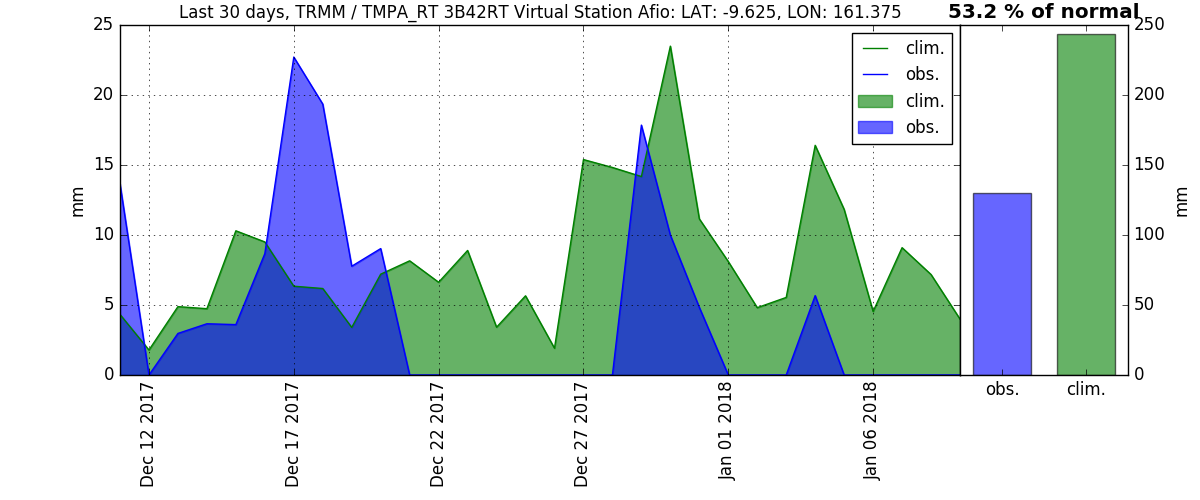 Last 30 days, TRMM / TMPA_RT 3B42RT Virtual Station Afio: LAT: -9.625, LON: 161.375
53.2 % of normal
25
20
15
10
5
0
mm
clim.
obs.
clim.
obs.
250
200
150
100
50
0
mm
obs.
clim.
Dec 12 2017
Dec 17 2017
Dec 22 2017
Dec 27 2017
Jan 01 2018
Jan 06 2018